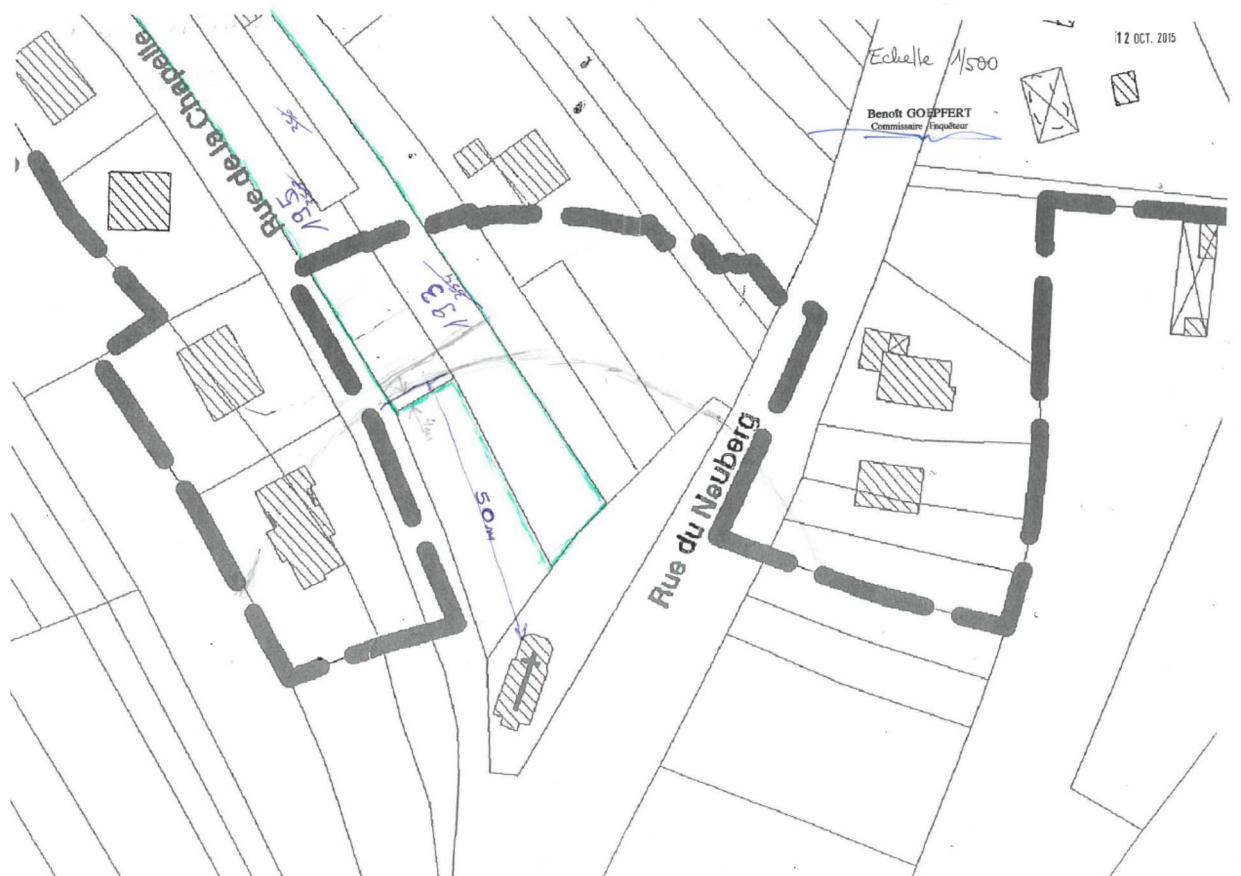 12 OCT. 2015
Echelle 1/500
Benoît GOEPFERT
Commissaire Enquêteur
Rue de la Chapelle
195
193
50m
Rue du Neuberg